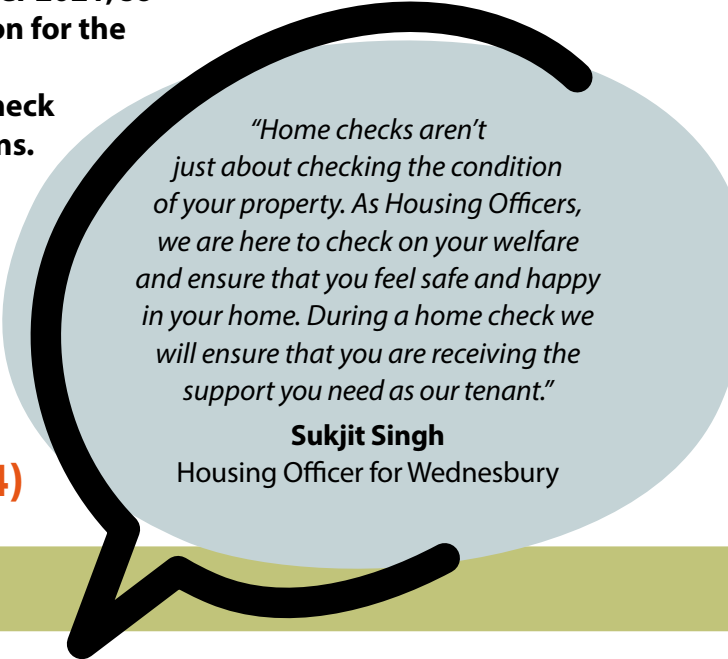 on for the
“Home checks aren’t
just about checking the condition
of your property. As Housing Officers,
we are here to check on your welfare
and ensure that you feel safe and happy
in your home. During a home check we
will ensure that you are receiving the
support you need as our tenant.”
Sukjit Singh
Housing Officer for Wednesbury
4)